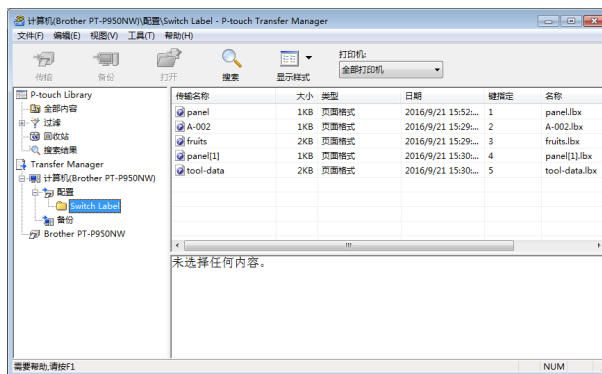 计算机(Brother PT-P950NW)\配置\Switch Label - P-touch Transfer Manager
文件(F) 编辑(E) 视图(V) 工具(T) 帮助(H)
传输 备份 打开 搜索 显示样式 打印机:
全部打印机
P-touch Library
全部内容
过滤
回收站
搜索结果
Transfer Manager
计算机(Brother PT-P950NW)
配置
Switch Label
备份
Brother PT-P950NW
传输名称 大小 类型 日期 键指定 名称
panel 1KB 页面格式 2016/9/21 15:52:... 1 panel.lbx
A-002 1KB 页面格式 2016/9/21 15:29:... 2 A-002.lbx
fruits 2KB 页面格式 2016/9/21 15:29:... 3 fruits.lbx
panel[1] 1KB 页面格式 2016/9/21 15:30:... 4 panel[1].lbx
tool-data 2KB 页面格式 2016/9/21 15:30:... 5 tool-data.lbx
未选择任何内容。
需要帮助,请按F1 NUM